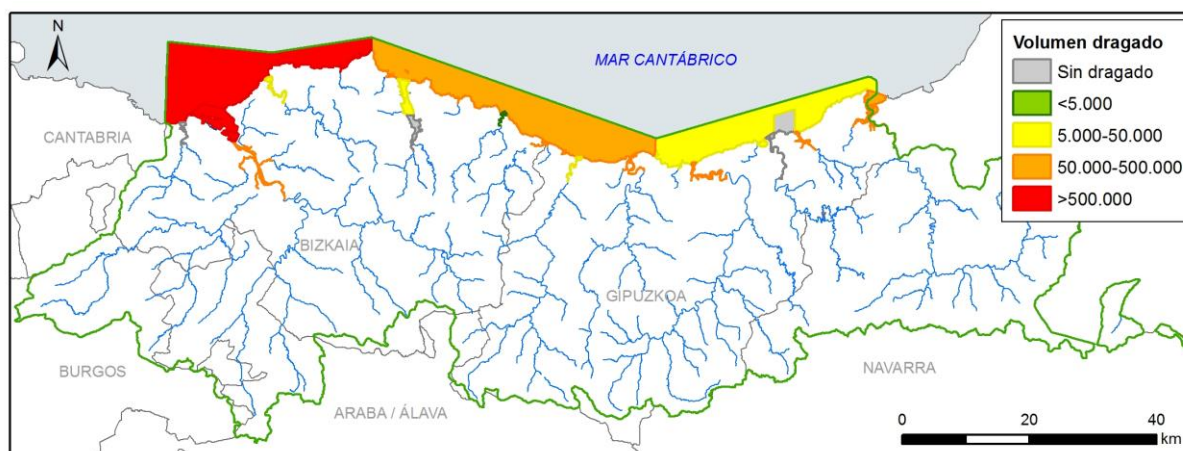 N
MAR CANTÁBRICO
Volumen dragado
Sin dragado
<5.000
5.000-50.000
50.000-500.000
>500.000
CANTABRIA
BIZKAIA
GIPUZKOA
BURGOS
NAVARRA
ARABA / ÁLAVA
0 10 20 40
km